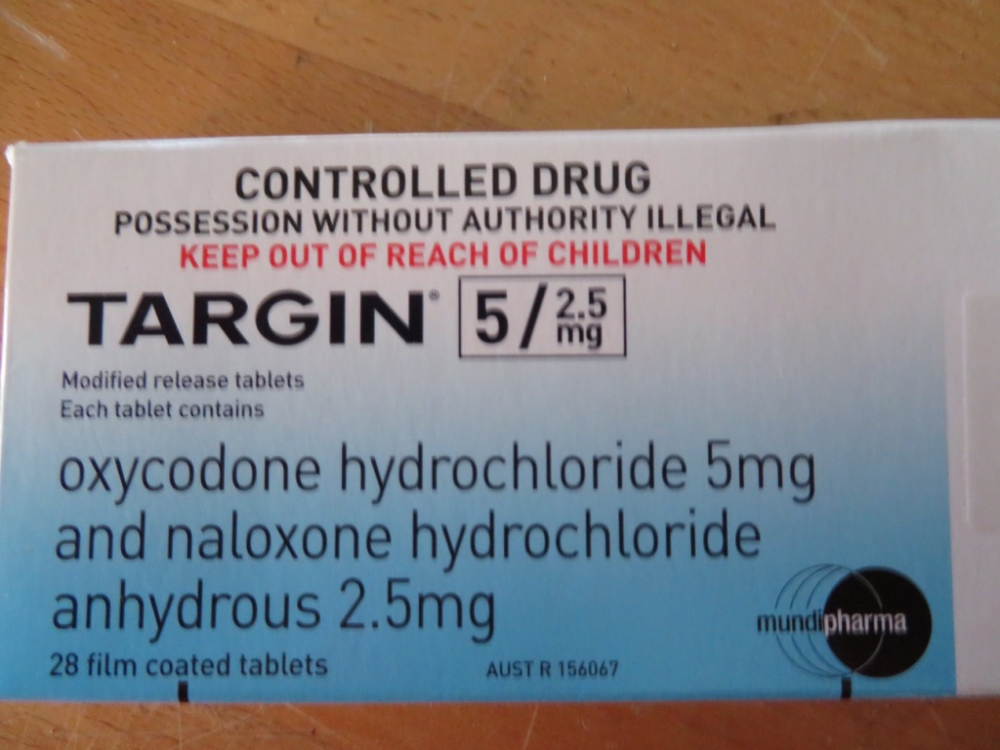 CONTROLLED DRUG
POSSESSION WITHOUT AUTHORITY ILLEGAL
KEEP OUT OF REACH OF CHILDREN
TARGIN® 5/2.5 mg
Modified release tablets
Each tablet contains
oxycodone hydrochloride 5mg
and naloxone hydrochloride
anhydrous 2.5mg
mundipharma
28 film coated tablets
AUST R 156067